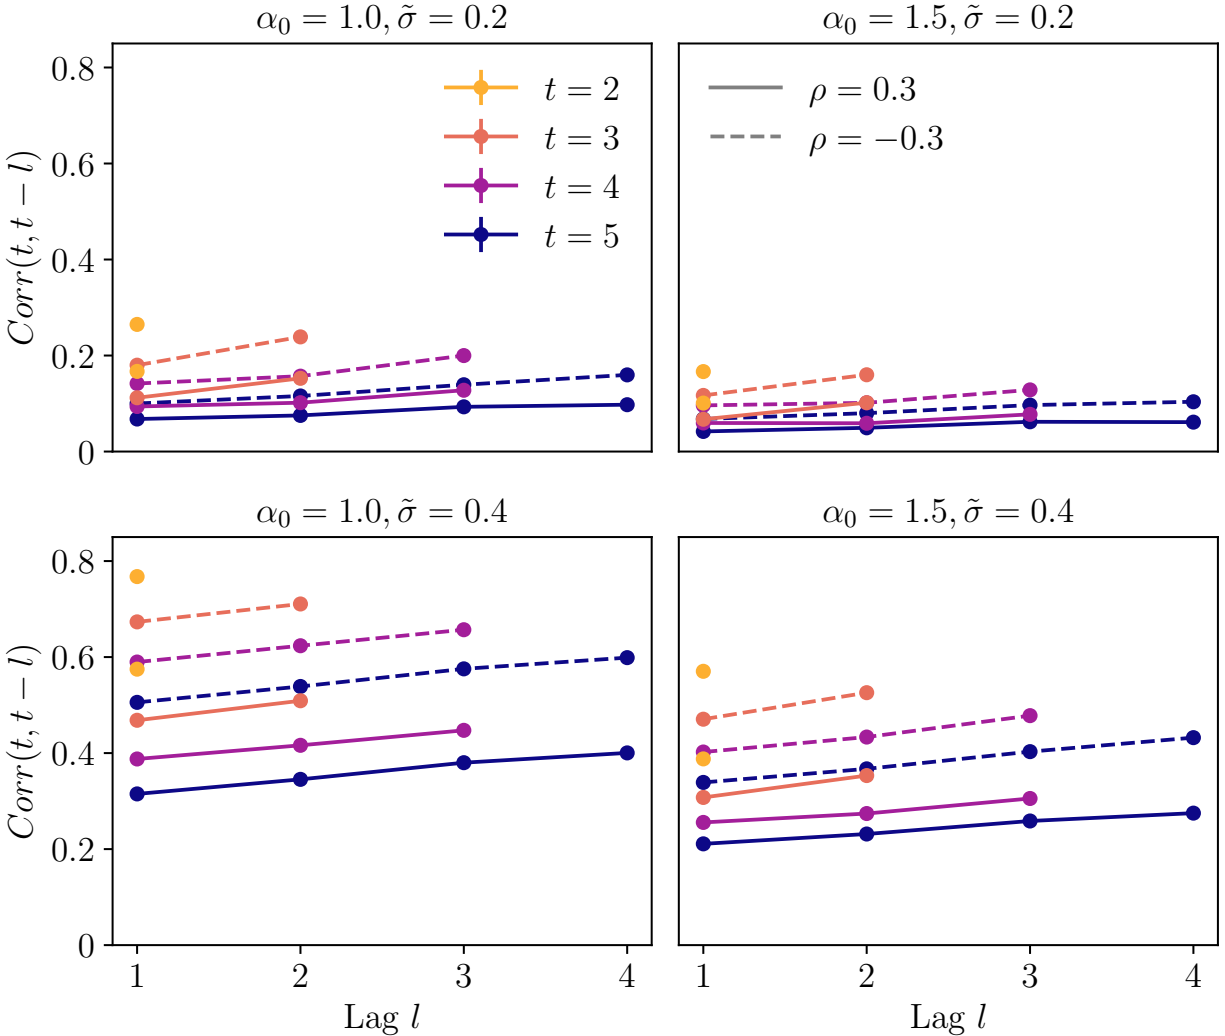 α₀ = 1.0, σ̃ = 0.2
α₀ = 1.5, σ̃ = 0.2
Corr(t, t − l)
0.8
0.6
0.4
0.2
0
t = 2
t = 3
t = 4
t = 5
ρ = 0.3
ρ = −0.3
α₀ = 1.0, σ̃ = 0.4
α₀ = 1.5, σ̃ = 0.4
Corr(t, t − l)
0.8
0.6
0.4
0.2
0
1 2 3 4
1 2 3 4
Lag l
Lag l